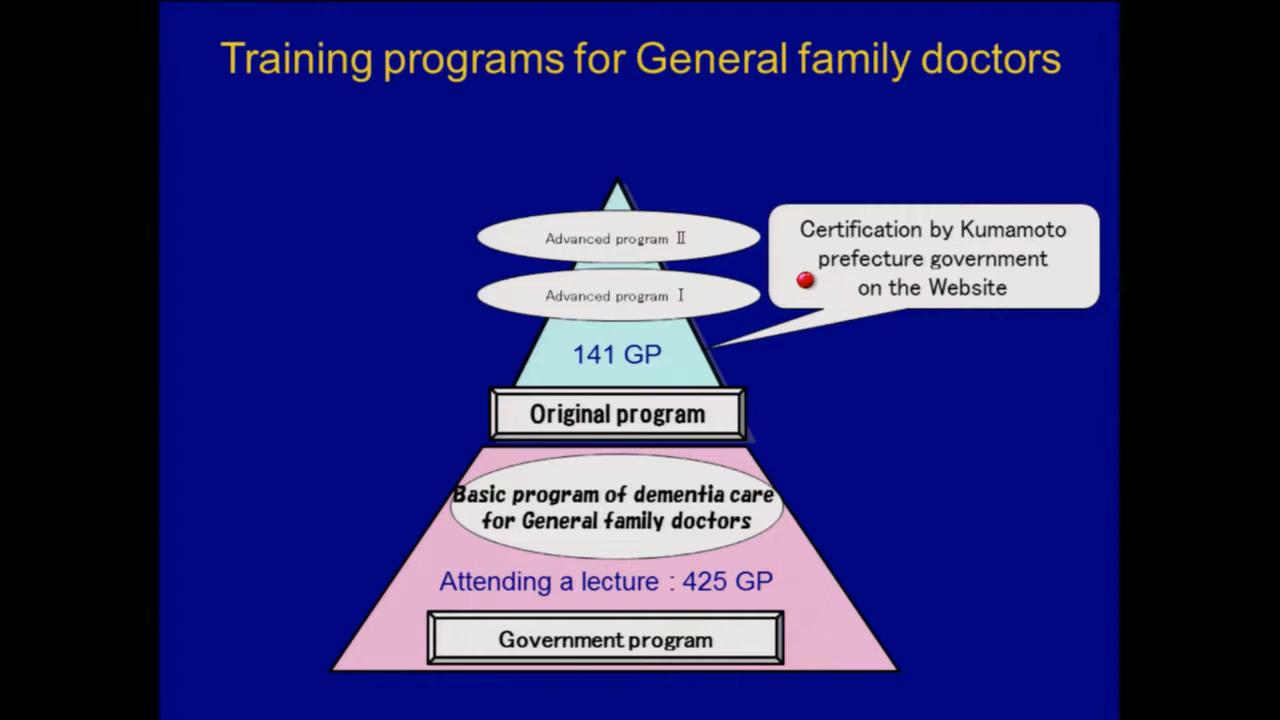 Training programs for General family doctors
Advanced program Ⅱ
Certification by Kumamoto
prefecture government
on the Website
Advanced program Ⅰ
141 GP
Original program
Basic program of dementia care
for General family doctors
Attending a lecture : 425 GP
Government program